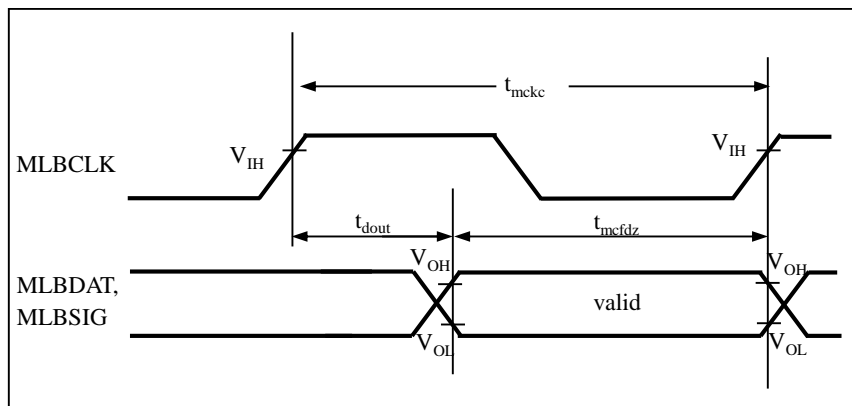 t_mckc
V_IH
V_IH
MLBCLK
t_dout
t_mcfdz
V_OH
V_OH
MLBDAT,
MLBSIG
valid
V_OL
V_OL